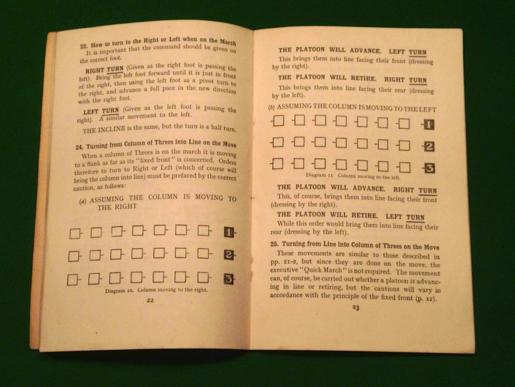 23. How to turn to the Right or Left when on the March
It is important that the command should be given on
the correct foot.
RIGHT TURN (Given as the right foot is passing the
left). Bring the left foot forward until it is just in front
of the right, then using the left foot as a pivot turn to
the right, and advance a full pace in the new direction
with the right foot.
LEFT TURN (Given as the left foot is passing the
right). A similar movement to the left.
THE INCLINE is the same, but the turn is a half turn.
24. Turning from Column of Threes into Line on the Move
When a column of Threes is on the march it is moving
to a flank as far as its "fixed front" is concerned. Orders
therefore to turn to Right or Left (which of course will
bring the column into line) must be prefaced by the correct
caution, as follows:
(a) ASSUMING THE COLUMN IS MOVING TO
THE RIGHT
1
2
3
Diagram 10. Column moving to the right.
22
THE PLATOON WILL ADVANCE. LEFT TURN
This brings them into line facing their front (dressing
by the right).
THE PLATOON WILL RETIRE. RIGHT TURN
This brings them into line facing their rear (dressing
by the left).
(b) ASSUMING THE COLUMN IS MOVING TO THE LEFT
1
2
3
Diagram 11. Column moving to the left.
THE PLATOON WILL ADVANCE. RIGHT TURN
This, of course, brings them into line facing their front
(dressing by the right).
THE PLATOON WILL RETIRE. LEFT TURN
While this order would bring them into line facing their
rear (dressing by the left).
25. Turning from Line into Column of Threes on the Move
These movements are similar to those described in
pp. 21-2, but since they are done on the move, the
executive "Quick March" is not required. The movement
can, of course, be carried out whether a platoon is advanc-
ing in line or retiring, but the cautions will vary in
accordance with the principle of the fixed front (p. 12).
23